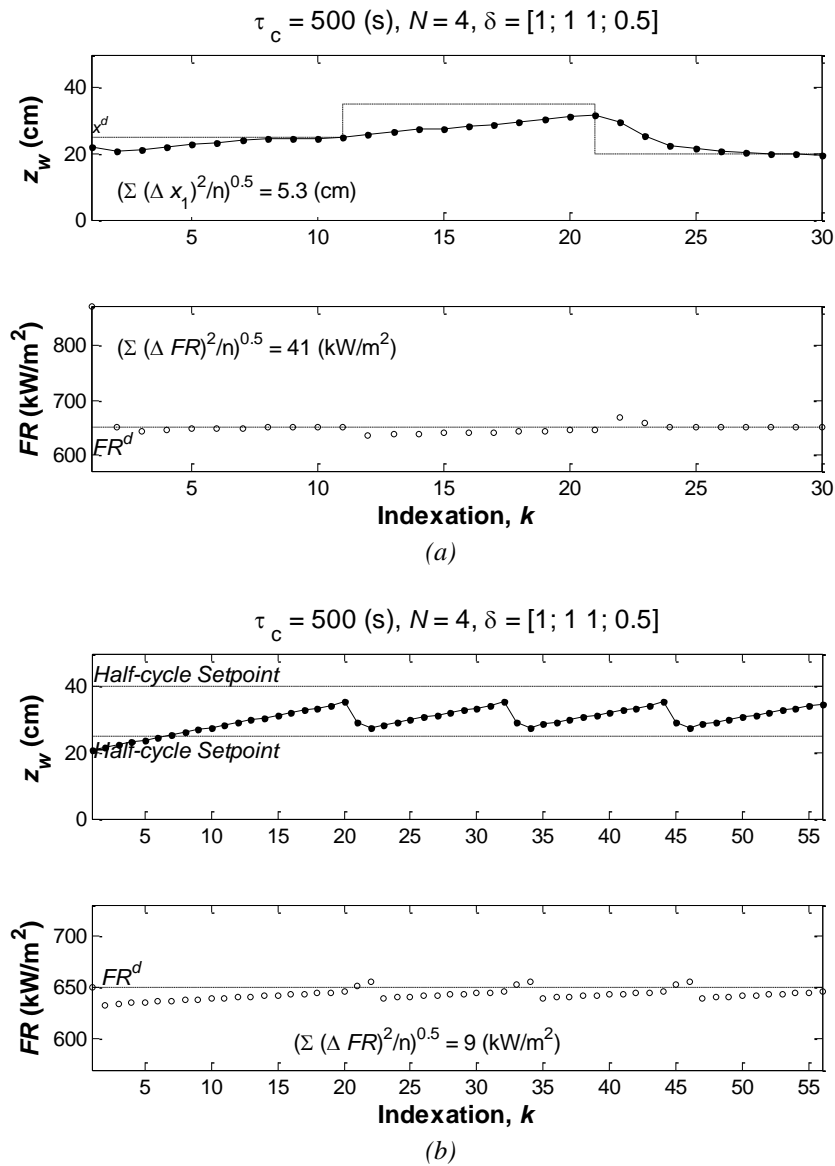 τ c = 500 (s), N = 4, δ = [1; 1 1; 0.5]
40
20
0
z_w (cm)
x^d
(Σ (Δ x_1)^2/n)^0.5 = 5.3 (cm)
5 10 15 20 25 30
800
700
600
FR (kW/m^2)
(Σ (Δ FR)^2/n)^0.5 = 41 (kW/m^2)
FR^d
5 10 15 20 25 30
Indexation, k
(a)
τ c = 500 (s), N = 4, δ = [1; 1 1; 0.5]
40
20
0
z_w (cm)
Half-cycle Setpoint
Half-cycle Setpoint
5 10 15 20 25 30 35 40 45 50 55
700
650
600
FR (kW/m^2)
FR^d
(Σ (Δ FR)^2/n)^0.5 = 9 (kW/m^2)
5 10 15 20 25 30 35 40 45 50 55
Indexation, k
(b)